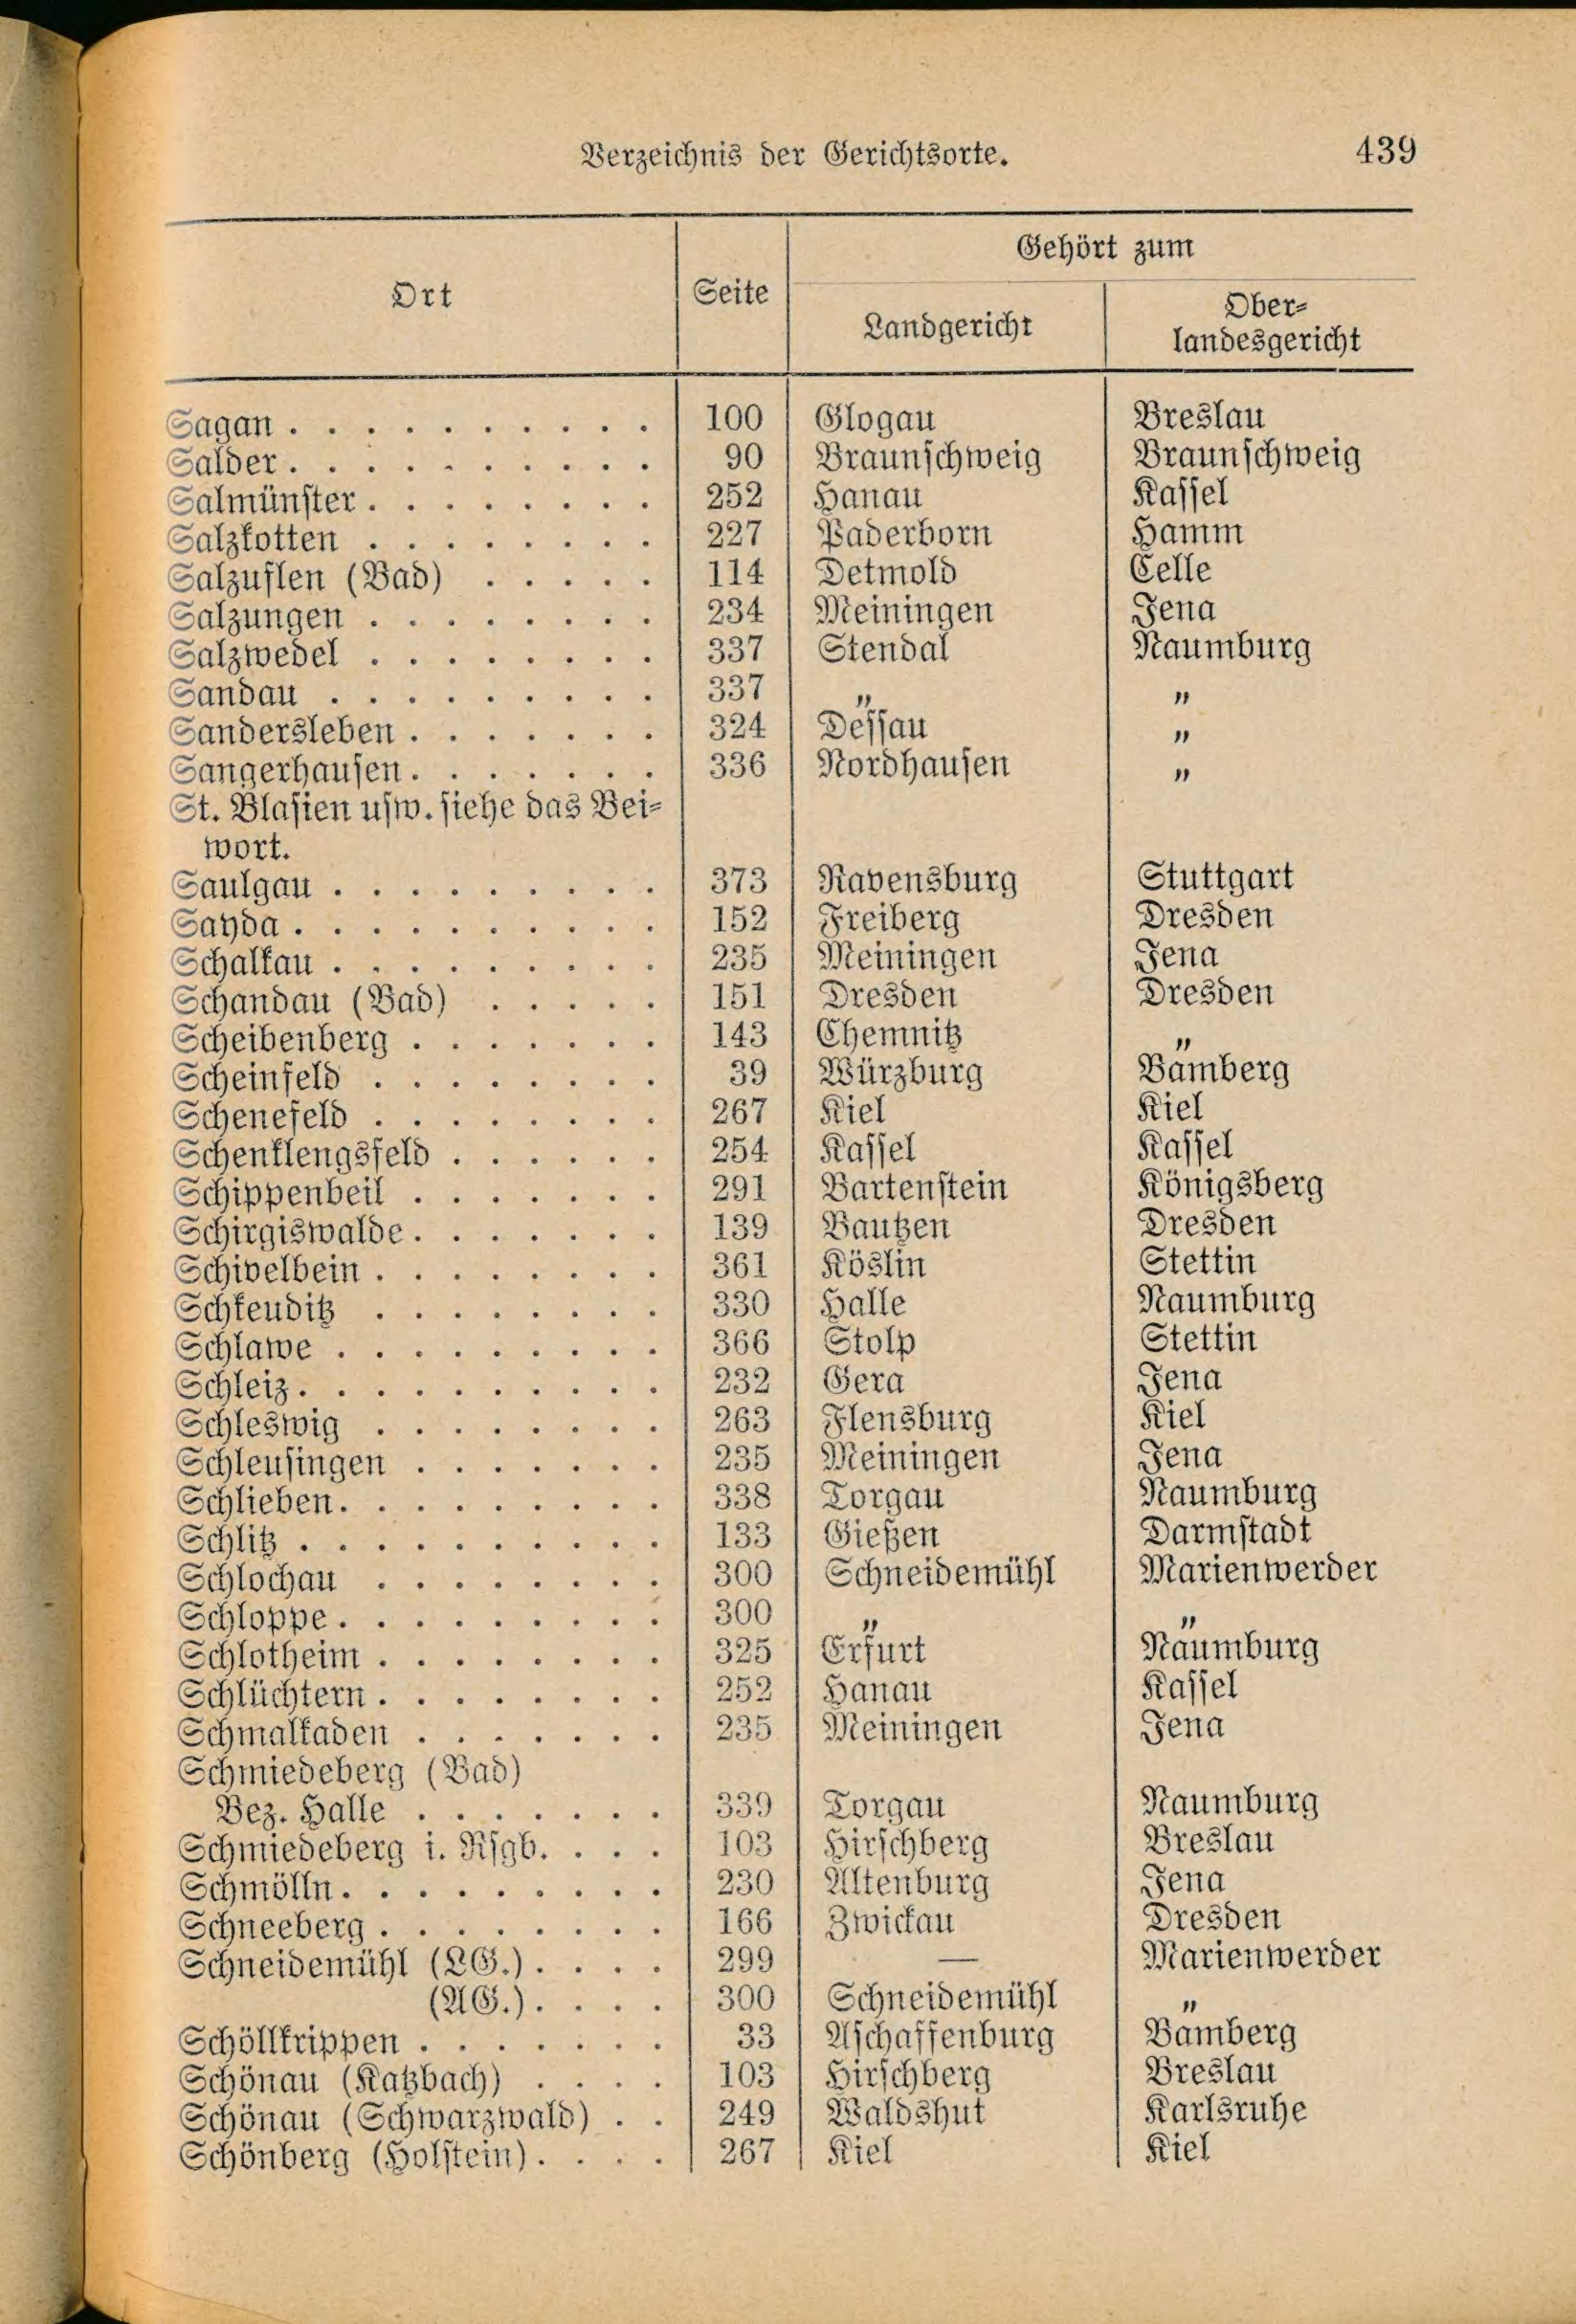 Verzeichnis der Gerichtsorte. 439
Gehört zum
Ort Seite Landgericht Ober-
landesgericht
Sagan . . . . . . . . . . 100 Glogau Breslau
Salder . . . . . . . . . . 90 Braunschweig Braunschweig
Salmünster . . . . . . . . 252 Hanau Kassel
Salzkotten . . . . . . . . 227 Paderborn Hamm
Salzuflen (Bad) . . . . . 114 Detmold Celle
Salzungen . . . . . . . . 234 Meiningen Jena
Salzwedel . . . . . . . . 337 Stendal Naumburg
Sandau . . . . . . . . . 337 „ „
Sandersleben . . . . . . . 324 Dessau „
Sangerhausen . . . . . . . 336 Nordhausen „
St. Blasien usw. siehe das Bei-
wort.
Saulgau . . . . . . . . . 373 Ravensburg Stuttgart
Sayda . . . . . . . . . . 152 Freiberg Dresden
Schalkau . . . . . . . . . 235 Meiningen Jena
Schandau (Bad) . . . . . 151 Dresden Dresden
Scheibenberg . . . . . . . 143 Chemnitz „
Scheinfeld . . . . . . . . 39 Würzburg Bamberg
Schenefeld . . . . . . . . 267 Kiel Kiel
Schenklengsfeld . . . . . . 254 Kassel Kassel
Schippenbeil . . . . . . . 291 Bartenstein Königsberg
Schirgiswalde . . . . . . . 139 Bautzen Dresden
Schivelbein . . . . . . . . 361 Köslin Stettin
Schkeuditz . . . . . . . . 330 Halle Naumburg
Schlawe . . . . . . . . . 366 Stolp Stettin
Schleiz . . . . . . . . . . 232 Gera Jena
Schleswig . . . . . . . . 263 Flensburg Kiel
Schleusingen . . . . . . . 235 Meiningen Jena
Schlieben . . . . . . . . . 338 Torgau Naumburg
Schlitz . . . . . . . . . . 133 Gießen Darmstadt
Schlochau . . . . . . . . 300 Schneidemühl Marienwerder
Schloppe . . . . . . . . . 300 „ „
Schlotheim . . . . . . . . 325 Erfurt Naumburg
Schlüchtern . . . . . . . . 252 Hanau Kassel
Schmalkaden . . . . . . . 235 Meiningen Jena
Schmiedeberg (Bad)
Bez. Halle . . . . . . . 339 Torgau Naumburg
Schmiedeberg i. Rsgb. . . . 103 Hirschberg Breslau
Schmölln . . . . . . . . . 230 Altenburg Jena
Schneeberg . . . . . . . . 166 Zwickau Dresden
Schneidemühl (LG.) . . . . 299 — Marienwerder
(AG.) . . . . 300 Schneidemühl „
Schöllkrippen . . . . . . . 33 Aschaffenburg Bamberg
Schönau (Katzbach) . . . . 103 Hirschberg Breslau
Schönau (Schwarzwald) . . 249 Waldshut Karlsruhe
Schönberg (Holstein) . . . . 267 Kiel Kiel